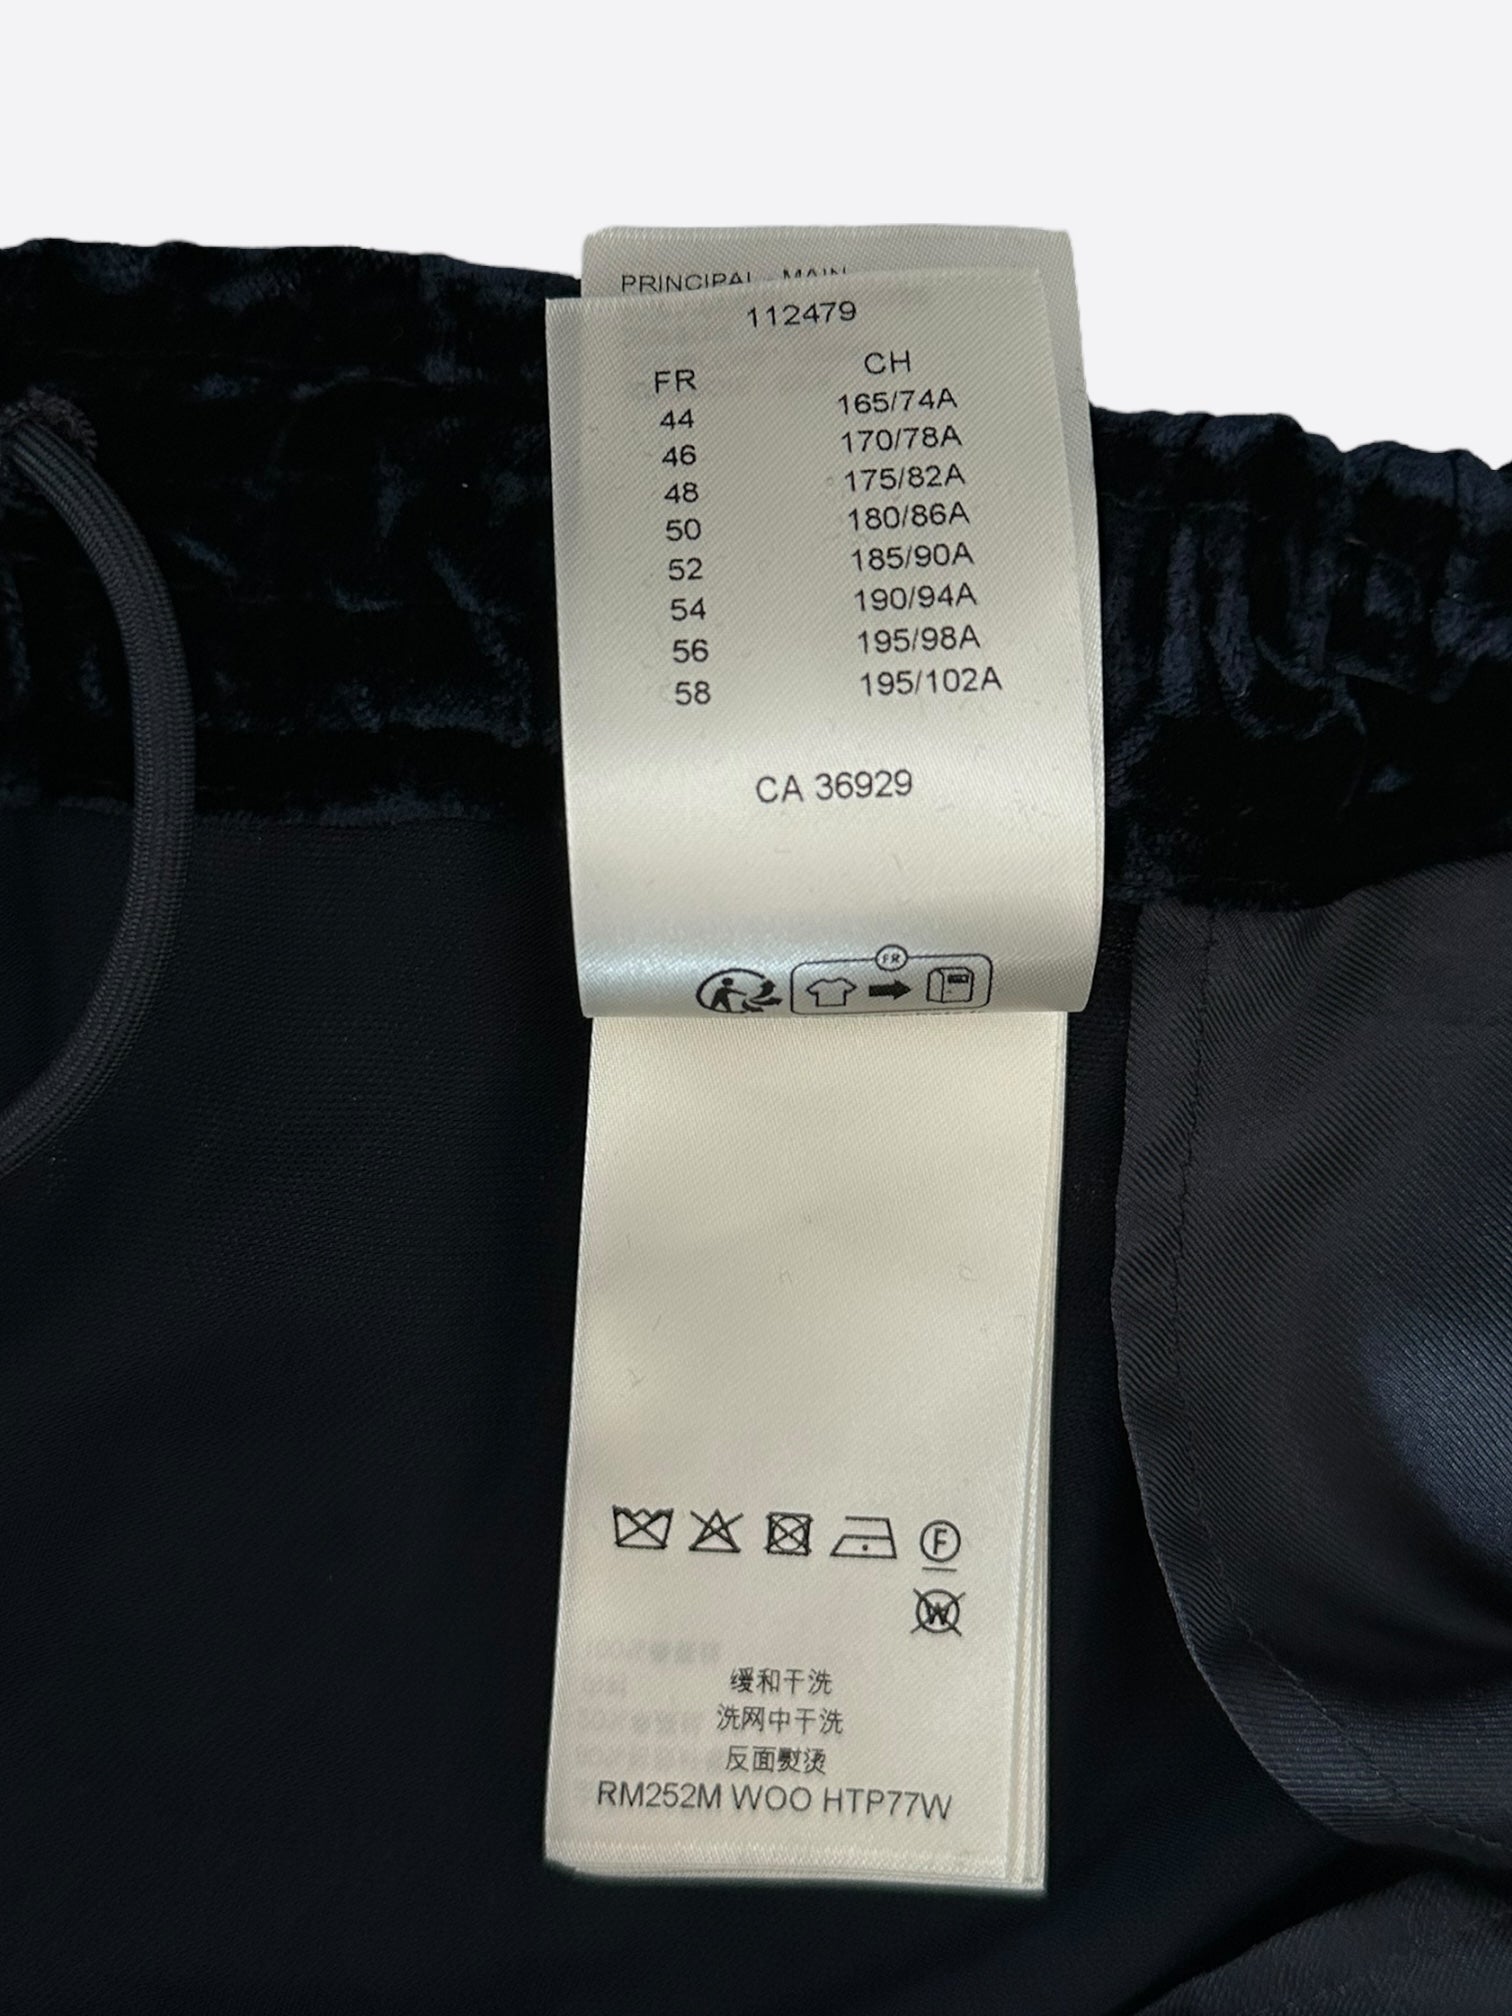 PRINCIPAL - MAIN
112479
FR CH
44 165/74A
46 170/78A
48 175/82A
50 180/86A
52 185/90A
54 190/94A
56 195/98A
58 195/102A
CA 36929
FR
F
W
缓和干洗
洗网中干洗
反面熨烫
RM252M WOO HTP77W